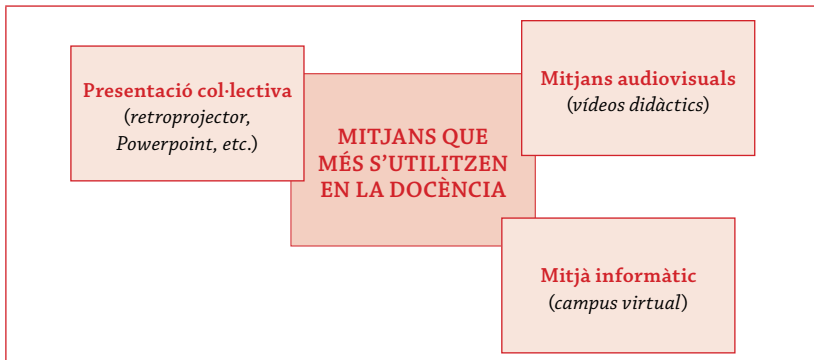 Presentació col·lectiva
(retroprojector,
Powerpoint, etc.)
MITJANS QUE
MÉS S’UTILITZEN
EN LA DOCÈNCIA
Mitjans audiovisuals
(vídeos didàctics)
Mitjà informàtic
(campus virtual)